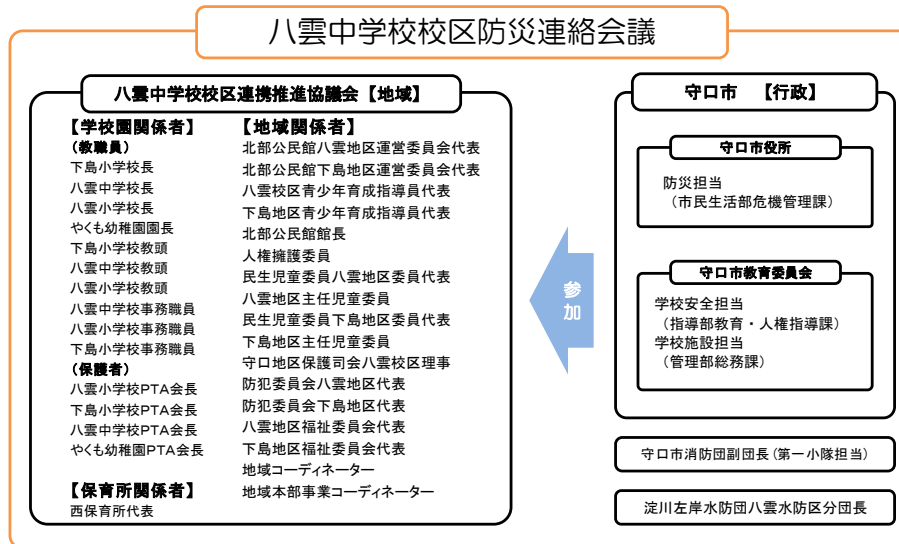 八雲中学校校区防災連絡会議
八雲中学校校区連携推進協議会【地域】
【学校園関係者】
(教職員)
下島小学校長
八雲中学校長
八雲小学校長
やくも幼稚園園長
下島小学校教頭
八雲中学校教頭
八雲小学校教頭
八雲中学校事務職員
八雲小学校事務職員
下島小学校事務職員
(保護者)
八雲小学校PTA会長
下島小学校PTA会長
八雲中学校PTA会長
やくも幼稚園PTA会長
【保育所関係者】
西保育所代表
【地域関係者】
北部公民館八雲地区運営委員会代表
北部公民館下島地区運営委員会代表
八雲校区青少年育成指導員代表
下島地区青少年育成指導員代表
北部公民館館長
人権擁護委員
民生児童委員八雲地区委員代表
八雲地区主任児童委員
民生児童委員下島地区委員代表
下島地区主任児童委員
守口地区保護司会八雲校区理事
防犯委員会八雲地区代表
防犯委員会下島地区代表
八雲地区福祉委員会代表
下島地区福祉委員会代表
地域コーディネーター
地域本部事業コーディネーター
参加
守口市 【行政】
守口市役所
防災担当
(市民生活部危機管理課)
守口市教育委員会
学校安全担当
(指導部教育・人権指導課)
学校施設担当
(管理部総務課)
守口市消防団副団長(第一小隊担当)
淀川左岸水防団八雲水防区分団長